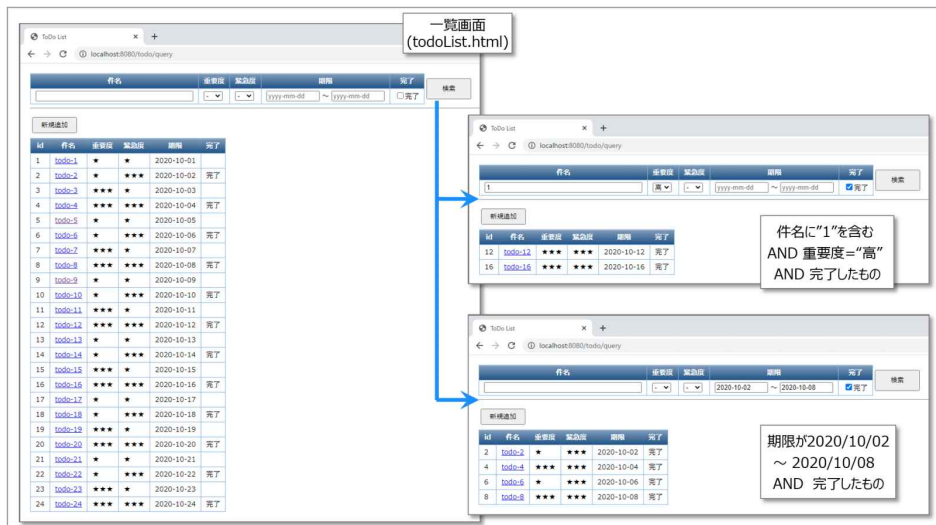 一覧画面
(todoList.html)
ToDo List × +
localhost:8080/todo/query
件名 重要度 緊急度 期限 完了
- - yyyy-mm-dd ～ yyyy-mm-dd 完了 検索
新規追加
id 件名 重要度 緊急度 期限 完了
1 todo-1 ★ ★ 2020-10-01
2 todo-2 ★ ★★★ 2020-10-02 完了
3 todo-3 ★★★ ★ 2020-10-03
4 todo-4 ★★★ ★★★ 2020-10-04 完了
5 todo-5 ★ ★ 2020-10-05
6 todo-6 ★ ★★★ 2020-10-06 完了
7 todo-7 ★★★ ★ 2020-10-07
8 todo-8 ★★★ ★★★ 2020-10-08 完了
9 todo-9 ★ ★ 2020-10-09
10 todo-10 ★ ★★★ 2020-10-10 完了
11 todo-11 ★★★ ★ 2020-10-11
12 todo-12 ★★★ ★★★ 2020-10-12 完了
13 todo-13 ★ ★ 2020-10-13
14 todo-14 ★ ★★★ 2020-10-14 完了
15 todo-15 ★★★ ★ 2020-10-15
16 todo-16 ★★★ ★★★ 2020-10-16 完了
17 todo-17 ★ ★ 2020-10-17
18 todo-18 ★ ★★★ 2020-10-18 完了
19 todo-19 ★★★ ★ 2020-10-19
20 todo-20 ★★★ ★★★ 2020-10-20 完了
21 todo-21 ★ ★ 2020-10-21
22 todo-22 ★ ★★★ 2020-10-22 完了
23 todo-23 ★★★ ★ 2020-10-23
24 todo-24 ★★★ ★★★ 2020-10-24 完了
ToDo List × +
localhost:8080/todo/query
件名 重要度 緊急度 期限 完了
1 高 - yyyy-mm-dd ～ yyyy-mm-dd 完了 検索
新規追加
id 件名 重要度 緊急度 期限 完了
12 todo-12 ★★★ ★★★ 2020-10-12 完了
16 todo-16 ★★★ ★★★ 2020-10-16 完了
件名に"1"を含む
AND 重要度="高"
AND 完了したもの
ToDo List × +
localhost:8080/todo/query
件名 重要度 緊急度 期限 完了
- - 2020-10-02 ～ 2020-10-08 完了 検索
新規追加
id 件名 重要度 緊急度 期限 完了
2 todo-2 ★ ★★★ 2020-10-02 完了
4 todo-4 ★★★ ★★★ 2020-10-04 完了
6 todo-6 ★ ★★★ 2020-10-06 完了
8 todo-8 ★★★ ★★★ 2020-10-08 完了
期限が2020/10/02
～ 2020/10/08
AND 完了したもの